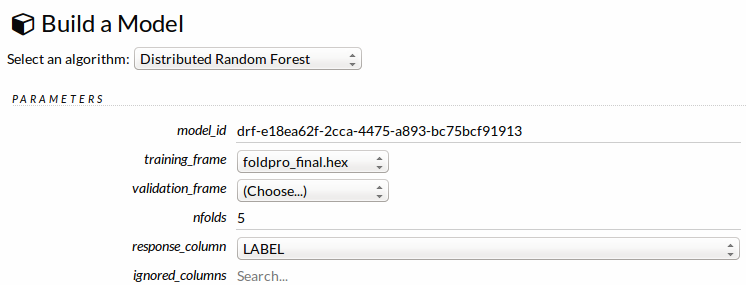 Build a Model
Select an algorithm: Distributed Random Forest
PARAMETERS
model_id drf-e18ea62f-2cca-4475-a893-bc75bcf91913
training_frame foldpro_final.hex
validation_frame (Choose...)
nfolds 5
response_column LABEL
ignored_columns Search...